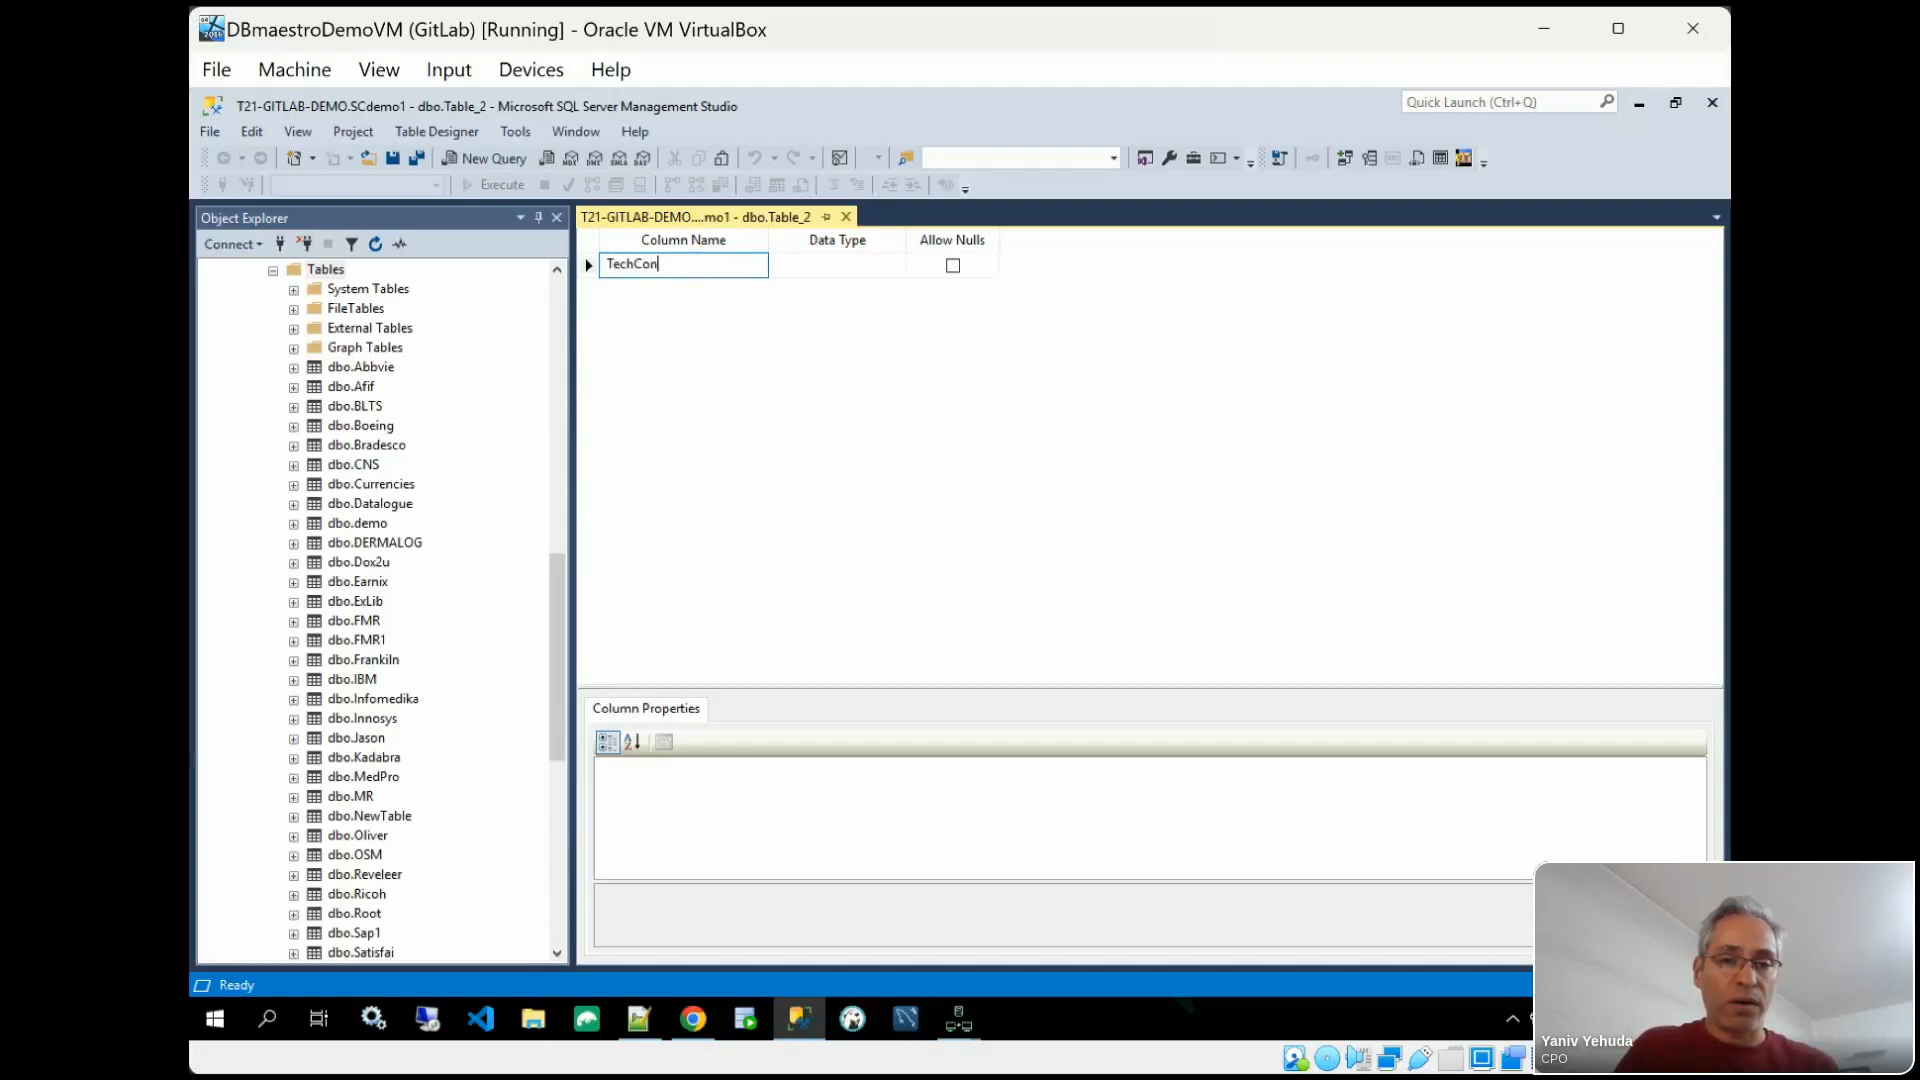 DBmaestroDemoVM (GitLab) [Running] - Oracle VM VirtualBox
File Machine View Input Devices Help
T21-GITLAB-DEMO.SCdemo1 - dbo.Table_2 - Microsoft SQL Server Management Studio
Quick Launch (Ctrl+Q)
File Edit View Project Table Designer Tools Window Help
New Query
Execute
Object Explorer
T21-GITLAB-DEMO....mo1 - dbo.Table_2
Connect
Column Name Data Type Allow Nulls
TechCon
Tables
System Tables
FileTables
External Tables
Graph Tables
dbo.Abbvie
dbo.Afif
dbo.BLTS
dbo.Boeing
dbo.Bradesco
dbo.CNS
dbo.Currencies
dbo.Datalogue
dbo.demo
dbo.DERMALOG
dbo.Dox2u
dbo.Earnix
dbo.ExLib
dbo.FMR
dbo.FMR1
dbo.Frankiln
dbo.IBM
dbo.Infomedika
dbo.Innosys
dbo.Jason
dbo.Kadabra
dbo.MedPro
dbo.MR
dbo.NewTable
dbo.Oliver
dbo.OSM
dbo.Reveleer
dbo.Ricoh
dbo.Root
dbo.Sap1
dbo.Satisfai
Column Properties
Ready
Yaniv Yehuda
CPO